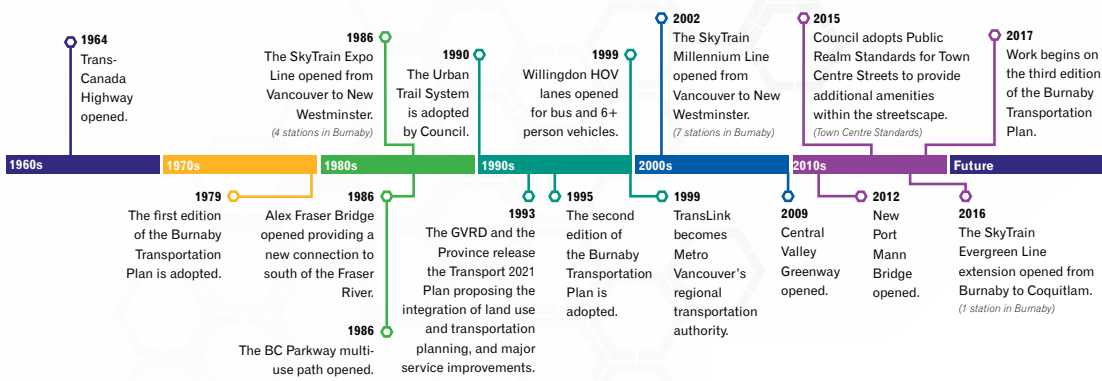 1964
Trans-
Canada
Highway
opened.
1986
The SkyTrain Expo
Line opened from
Vancouver to New
Westminster.
(4 stations in Burnaby)
1990
The Urban
Trail System
is adopted
by Council.
1999
Willingdon HOV
lanes opened
for bus and 6+
person vehicles.
2002
The SkyTrain
Millennium Line
opened from
Vancouver to New
Westminster.
(7 stations in Burnaby)
2015
Council adopts Public
Realm Standards for Town
Centre Streets to provide
additional amenities
within the streetscape.
(Town Centre Standards)
2017
Work begins on
the third edition
of the Burnaby
Transportation
Plan.
1960s
1970s
1980s
1990s
2000s
2010s
Future
1979
The first edition
of the Burnaby
Transportation
Plan is adopted.
1986
Alex Fraser Bridge
opened providing a
new connection to
south of the Fraser
River.
1986
The BC Parkway multi-
use path opened.
1993
The GVRD and the
Province release
the Transport 2021
Plan proposing the
integration of land use
and transportation
planning, and major
service improvements.
1995
The second
edition of
the Burnaby
Transportation
Plan is
adopted.
1999
TransLink
becomes
Metro
Vancouver's
regional
transportation
authority.
2009
Central
Valley
Greenway
opened.
2012
New
Port
Mann
Bridge
opened.
2016
The SkyTrain
Evergreen Line
extension opened from
Burnaby to Coquitlam.
(1 station in Burnaby)